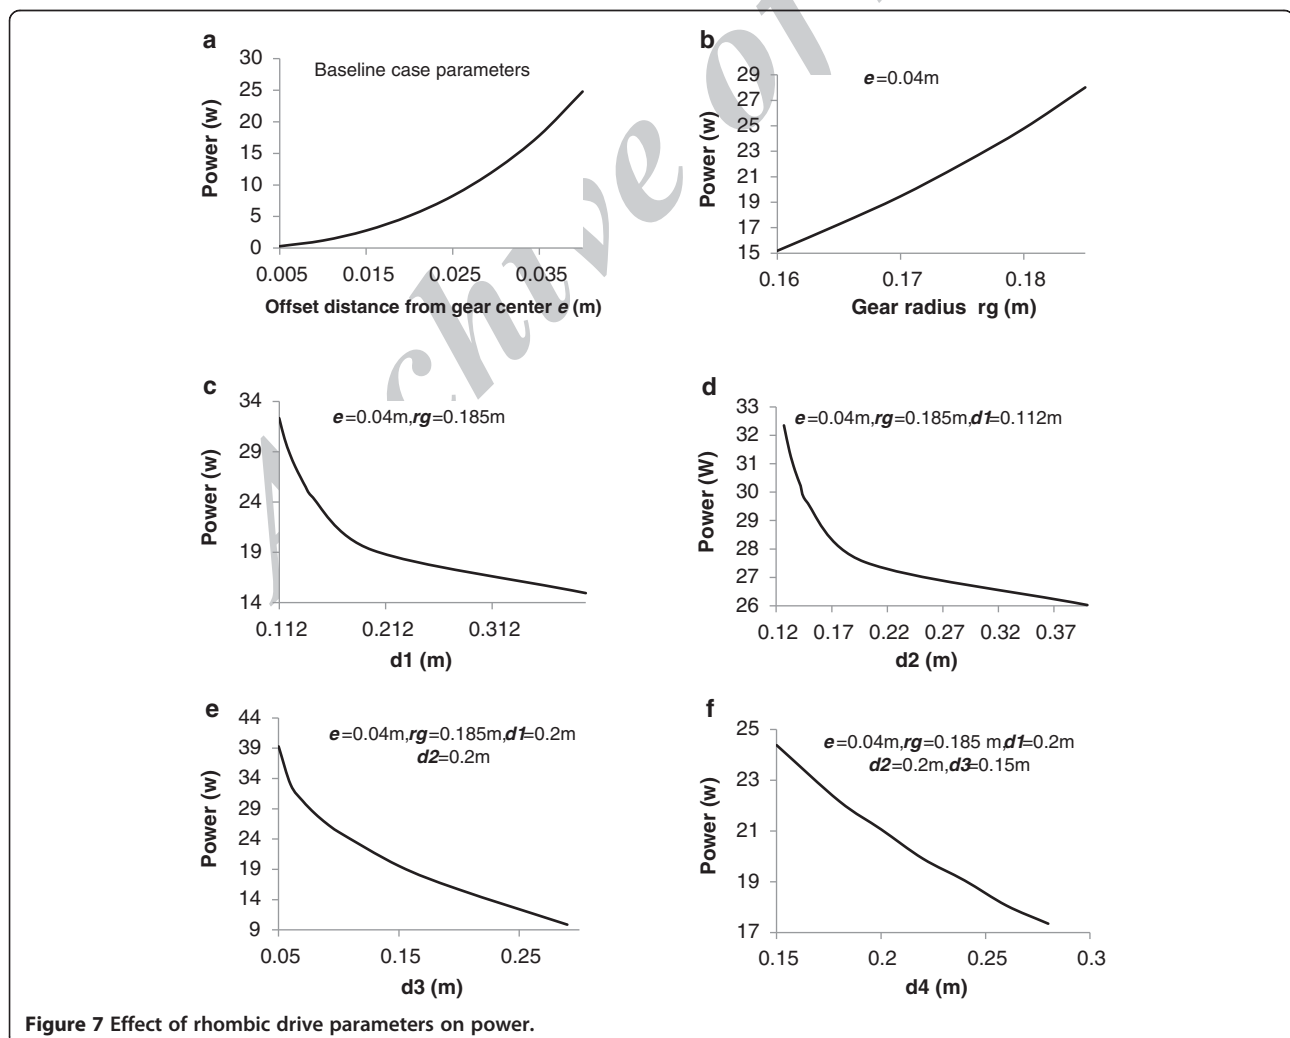 a
Baseline case parameters
Power (w)
30
25
20
15
10
5
0
0.005 0.015 0.025 0.035
Offset distance from gear center e (m)
b
e=0.04m
Power (w)
29
27
25
23
21
19
17
15
0.16 0.17 0.18
Gear radius rg (m)
c
e=0.04m,rg=0.185m
Power (w)
34
29
24
19
14
0.112 0.212 0.312
d1 (m)
d
e=0.04m,rg=0.185m,d1=0.112m
Power (W)
33
32
31
30
29
28
27
26
0.12 0.17 0.22 0.27 0.32 0.37
d2 (m)
e
e=0.04m,rg=0.185m,d1=0.2m
d2=0.2m
Power (w)
44
39
34
29
24
19
14
9
0.05 0.15 0.25
d3 (m)
f
e=0.04m,rg=0.185 m,d1=0.2m
d2=0.2m,d3=0.15m
Power (w)
25
23
21
19
17
0.15 0.2 0.25 0.3
d4 (m)
Figure 7 Effect of rhombic drive parameters on power.